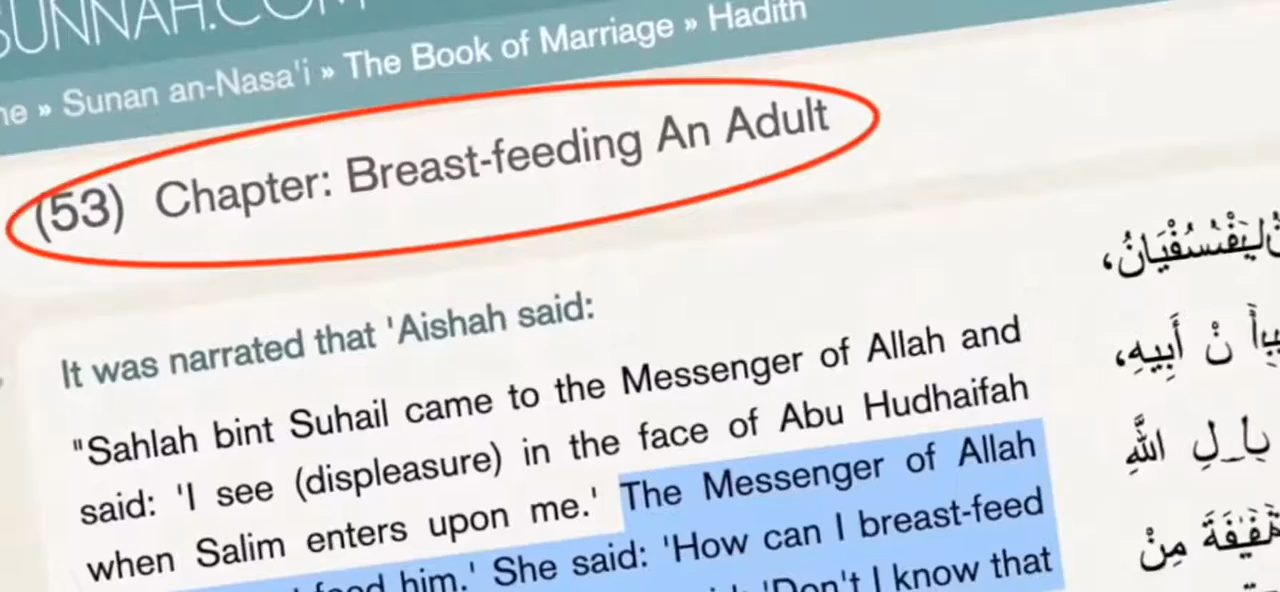 SUNNAH.COM
» Sunan an-Nasa'i » The Book of Marriage » Hadith
(53) Chapter: Breast-feeding An Adult
It was narrated that 'Aishah said:
"Sahlah bint Suhail came to the Messenger of Allah and
said: 'I see (displeasure) in the face of Abu Hudhaifah
when Salim enters upon me.' The Messenger of Allah
him.' She said: 'How can I breast-feed
'Don't I know that
أَبِيهِ،
اللَّهِ
مِنْ